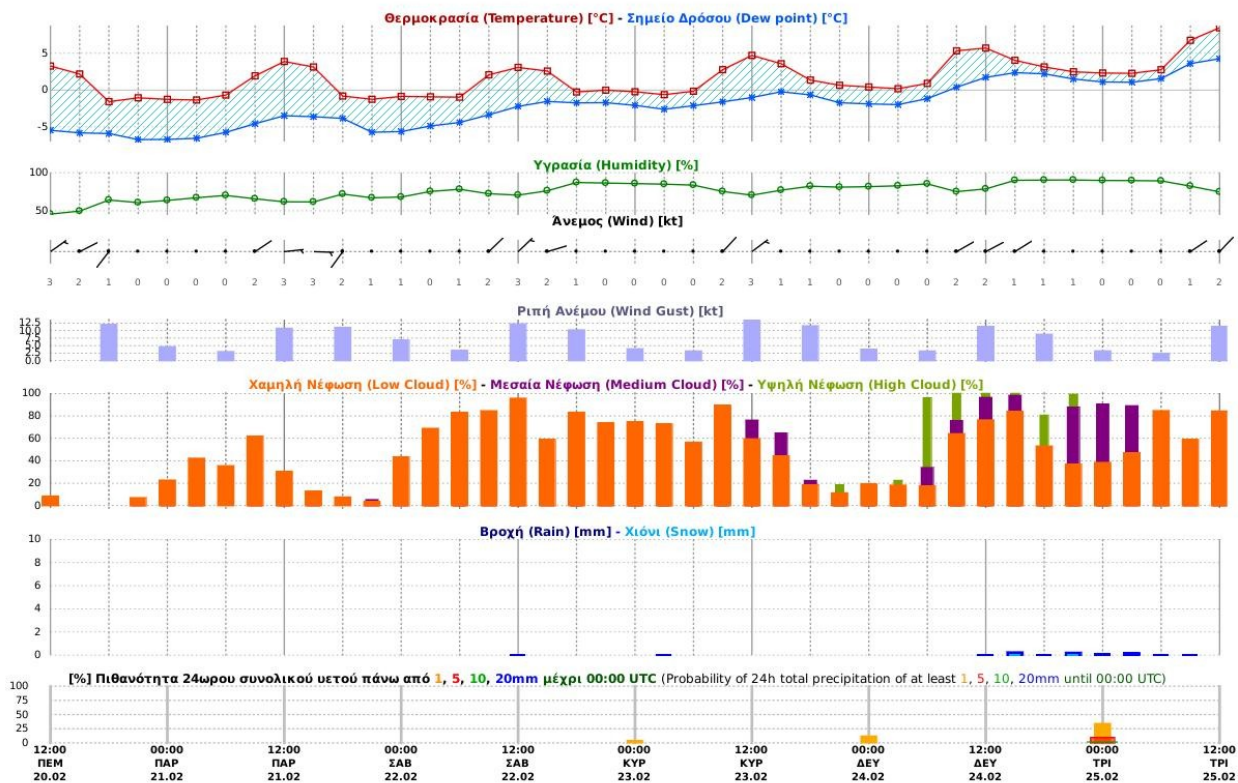 Θερμοκρασία (Temperature) [°C] - Σημείο Δρόσου (Dew point) [°C]
5
0
-5
Υγρασία (Humidity) [%]
100
50
Άνεμος (Wind) [kt]
3 2 1 0 0 0 0 2 3 3 2 1 0 0 0 1 2 3 2 1 0 0 0 2 3 1 0 0 0 0 0 2 2 1 1 1 0 0 0 1 2
Ριπή Ανέμου (Wind Gust) [kt]
12.5
10.0
7.5
5.0
2.5
0.0
Χαμηλή Νέφωση (Low Cloud) [%] - Μεσαία Νέφωση (Medium Cloud) [%] - Υψηλή Νέφωση (High Cloud) [%]
100
80
60
40
20
0
Βροχή (Rain) [mm] - Χιόνι (Snow) [mm]
10
8
6
4
2
0
[%] Πιθανότητα 24ωρου συνολικού υετού πάνω από 1, 5, 10, 20mm μέχρι 00:00 UTC (Probability of 24h total precipitation of at least 1, 5, 10, 20mm until 00:00 UTC)
100
75
50
25
0
12:00 00:00 12:00 00:00 12:00 00:00 12:00 00:00 12:00 00:00 12:00
ΠΕΜ ΠΑΡ ΠΑΡ ΣΑΒ ΣΑΒ ΚΥΡ ΚΥΡ ΔΕΥ ΔΕΥ ΤΡΙ ΤΡΙ
20.02 21.02 21.02 22.02 22.02 23.02 23.02 24.02 24.02 25.02 25.02